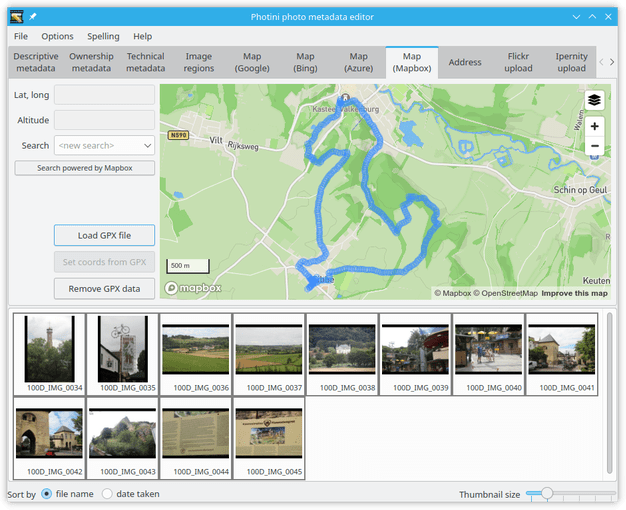 Photini photo metadata editor
File Options Spelling Help
Descriptive metadata
Ownership metadata
Technical metadata
Image regions
Map (Google)
Map (Bing)
Map (Azure)
Map (Mapbox)
Address
Flickr upload
Ipernity upload
Lat, long
Altitude
Search <new search>
Search powered by Mapbox
Load GPX file
Set coords from GPX
Remove GPX data
Kasteel Valkenburg
N590
Vilt
Rijksweg
Walem
Schin op Geul
Keuten
500 m
mapbox
© Mapbox © OpenStreetMap Improve this map
100D_IMG_0034
100D_IMG_0035
100D_IMG_0036
100D_IMG_0037
100D_IMG_0038
100D_IMG_0039
100D_IMG_0040
100D_IMG_0041
100D_IMG_0042
100D_IMG_0043
100D_IMG_0044
100D_IMG_0045
Sort by file name date taken
Thumbnail size